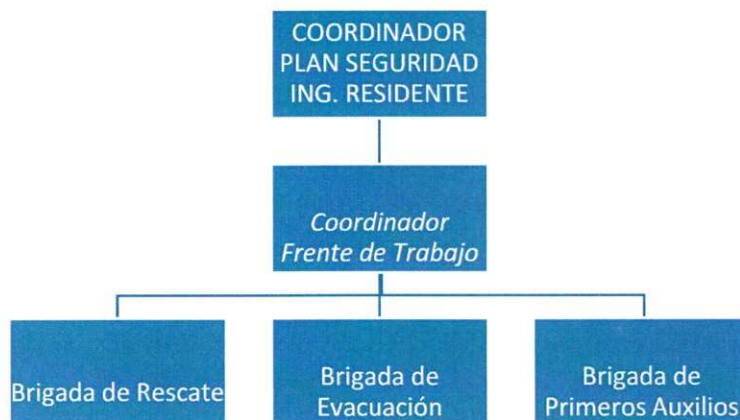 COORDINADOR
PLAN SEGURIDAD
ING. RESIDENTE
Coordinador
Frente de Trabajo
Brigada de Rescate
Brigada de
Evacuación
Brigada de
Primeros Auxilios